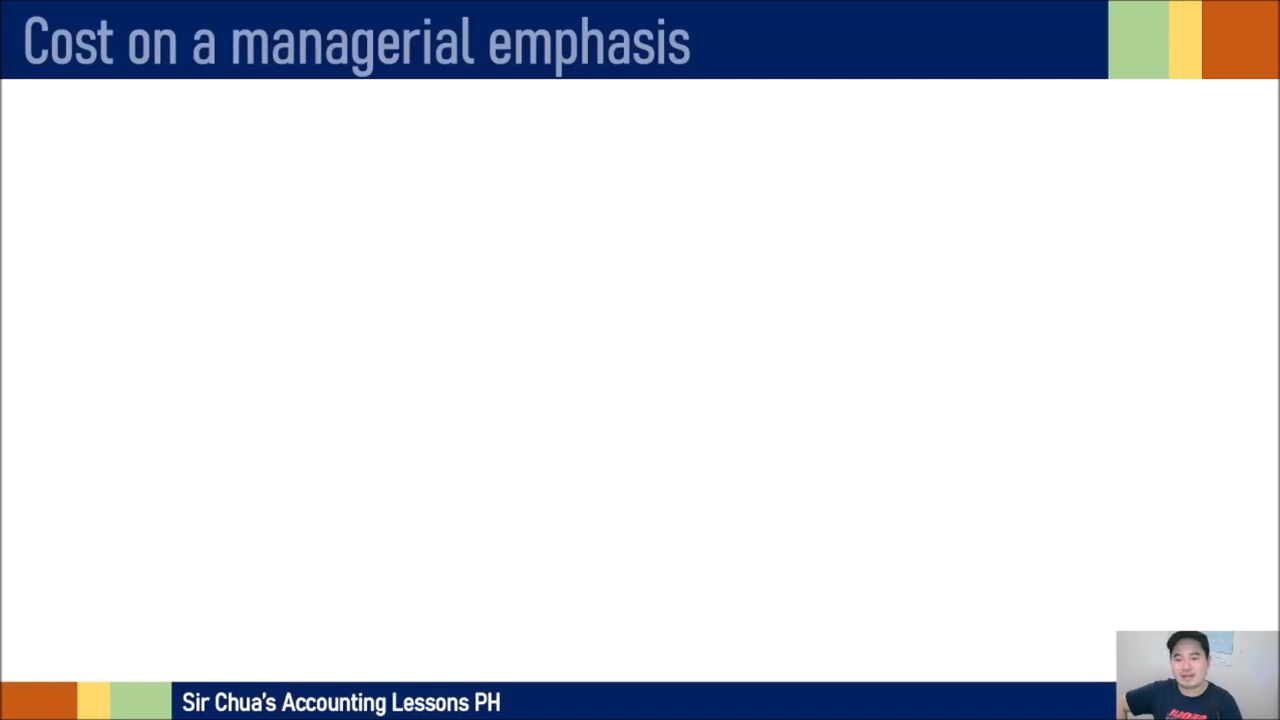 Cost on a managerial emphasis
Sir Chua's Accounting Lessons PH